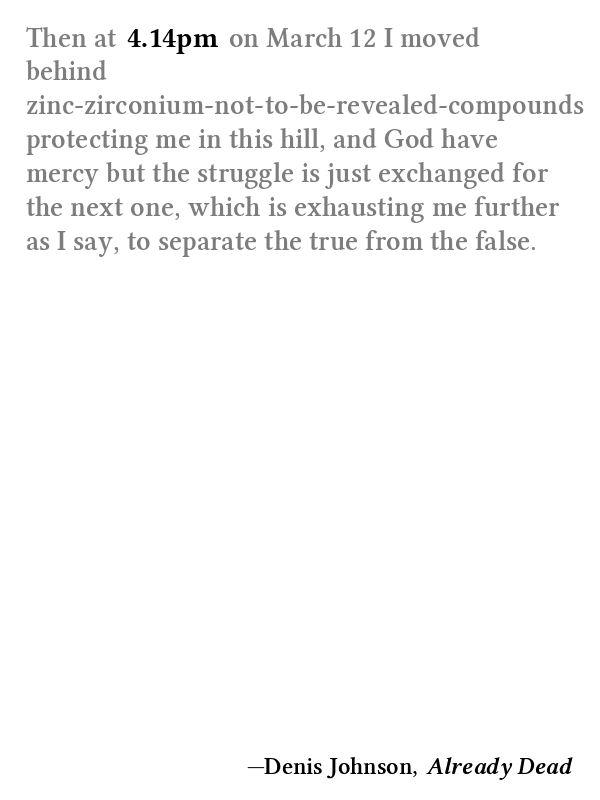 Then at 4.14pm on March 12 I moved
behind
zinc-zirconium-not-to-be-revealed-compounds
protecting me in this hill, and God have
mercy but the struggle is just exchanged for
the next one, which is exhausting me further
as I say, to separate the true from the false.
—Denis Johnson, Already Dead